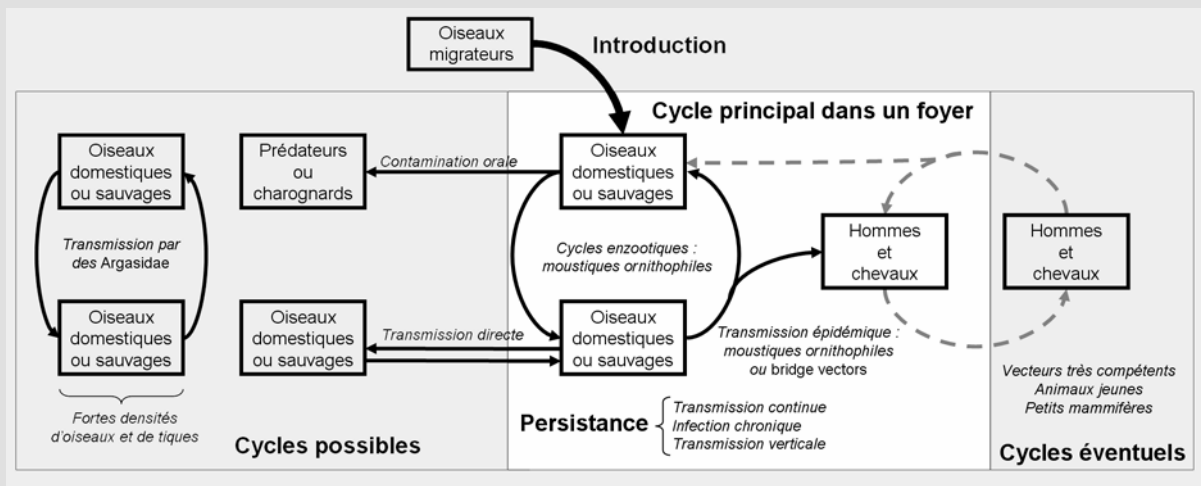 Oiseaux
migrateurs
Introduction
Cycle principal dans un foyer
Oiseaux
domestiques
ou sauvages
Transmission par
des Argasidae
Oiseaux
domestiques
ou sauvages
Fortes densités
d'oiseaux et de tiques
Prédateurs
ou
charognards
Contamination orale
Oiseaux
domestiques
ou sauvages
Transmission directe
Cycles possibles
Oiseaux
domestiques
ou sauvages
Cycles enzootiques :
moustiques ornithophiles
Oiseaux
domestiques
ou sauvages
Hommes
et
chevaux
Transmission épidémique :
moustiques ornithophiles
ou bridge vectors
Persistance
Transmission continue
Infection chronique
Transmission verticale
Hommes
et
chevaux
Vecteurs très compétents
Animaux jeunes
Petits mammifères
Cycles éventuels